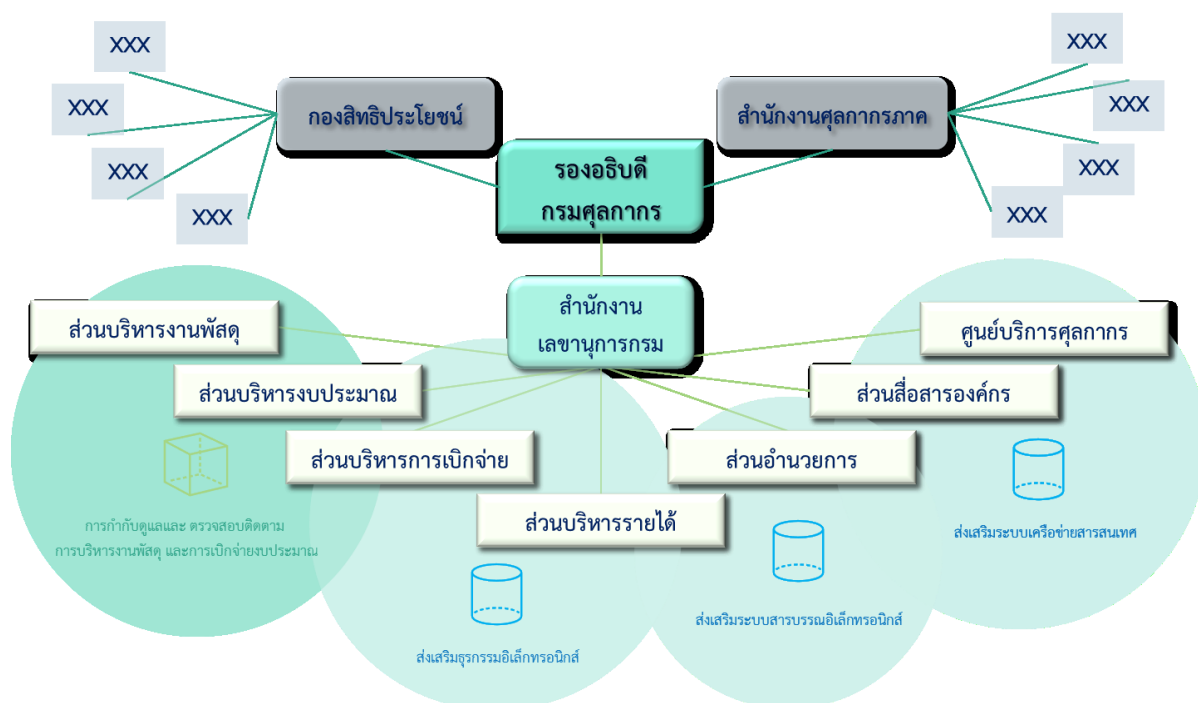 XXX
XXX
XXX
XXX
กองสิทธิประโยชน์
สำนักงานศุลกากรภาค
XXX
XXX
XXX
XXX
รองอธิบดี
กรมศุลกากร
สำนักงาน
เลขานุการกรม
ส่วนบริหารงานพัสดุ
ศูนย์บริการศุลกากร
ส่วนบริหารงบประมาณ
ส่วนสื่อสารองค์กร
ส่วนบริหารการเบิกจ่าย
ส่วนอำนวยการ
ส่วนบริหารรายได้
การกำกับดูแลและ ตรวจสอบติดตาม
การบริหารงานพัสดุ และการเบิกจ่ายงบประมาณ
ส่งเสริมธุรกรรมอิเล็กทรอนิกส์
ส่งเสริมระบบสารบรรณอิเล็กทรอนิกส์
ส่งเสริมระบบเครือข่ายสารสนเทศ